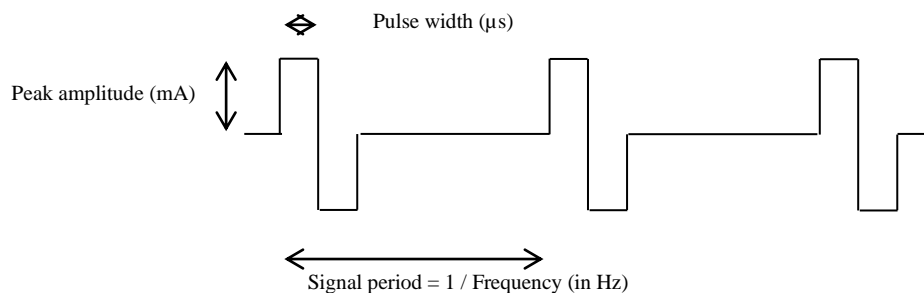 Pulse width (µs)
Peak amplitude (mA)
Signal period = 1 / Frequency (in Hz)